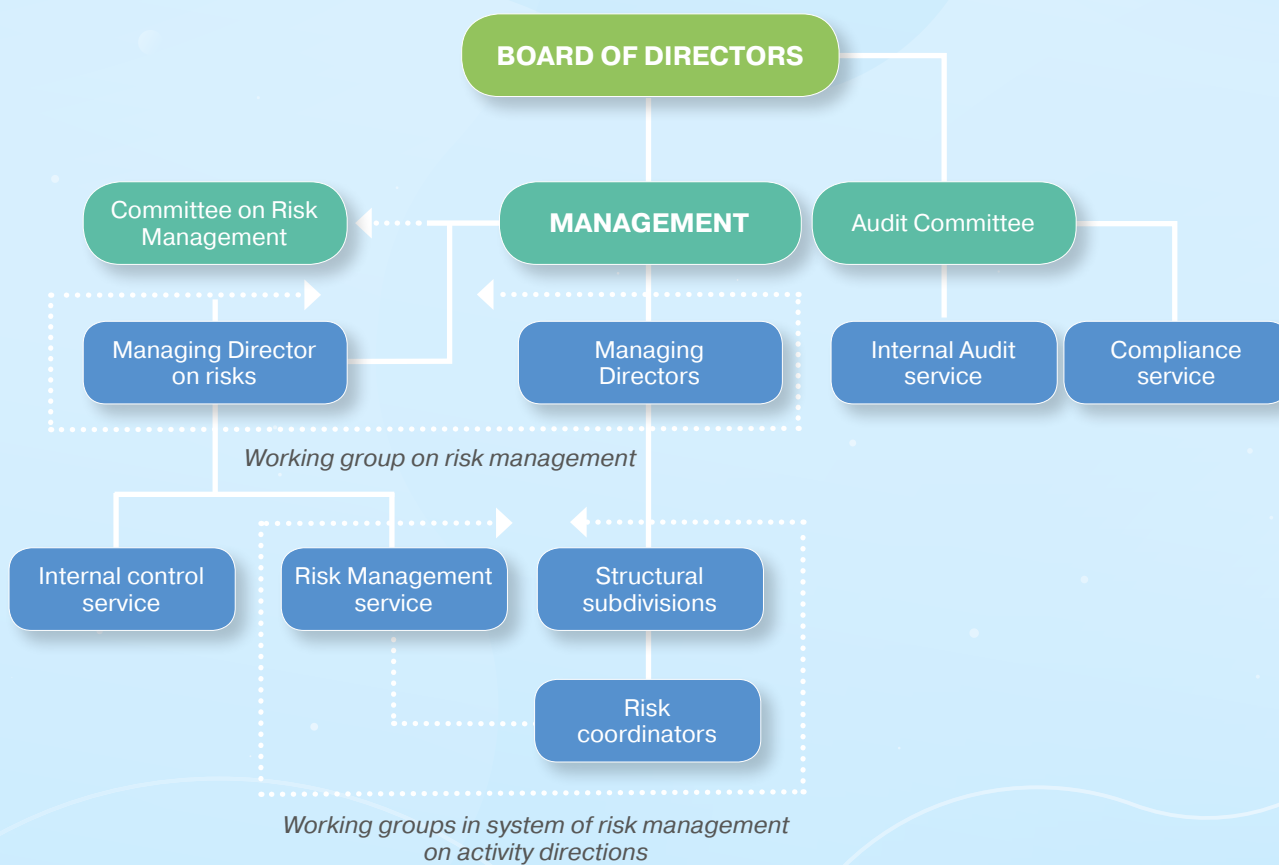 BOARD OF DIRECTORS
Committee on Risk
Management
MANAGEMENT
Audit Committee
Managing Director
on risks
Managing
Directors
Internal Audit
service
Compliance
service
Working group on risk management
Internal control
service
Risk Management
service
Structural
subdivisions
Risk
coordinators
Working groups in system of risk management
on activity directions